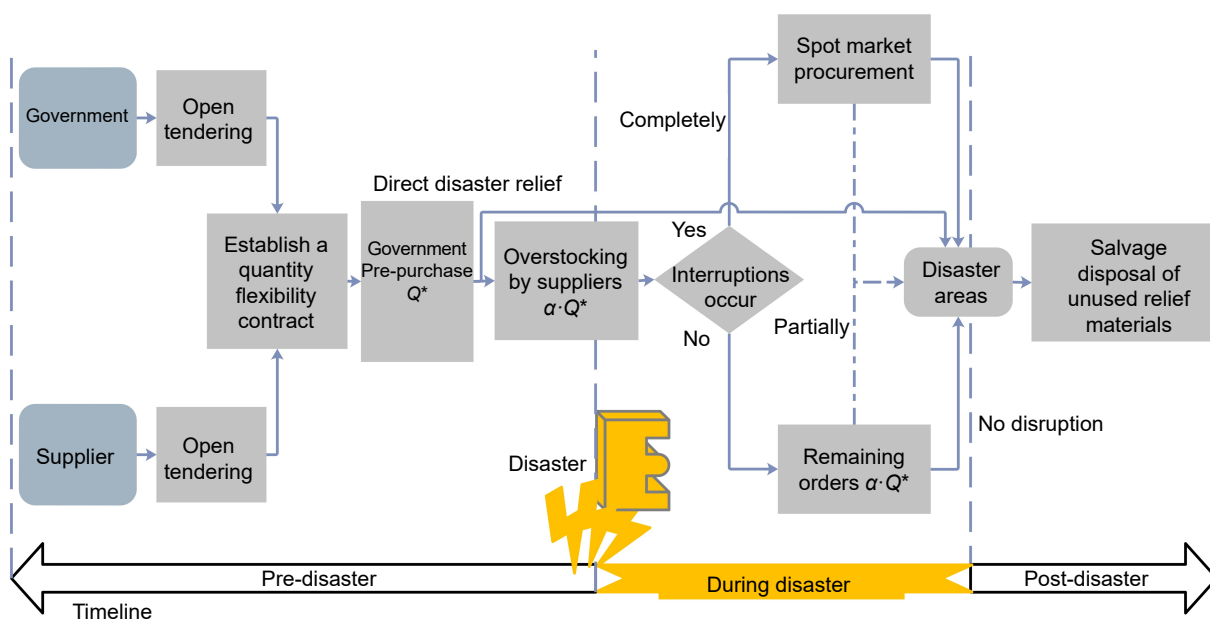 Government
Open
tendering
Spot market
procurement
Completely
Direct disaster relief
Establish a
quantity
flexibility
contract
Government
Pre-purchase
Q*
Overstocking
by suppliers
α·Q*
Yes
Interruptions
occur
No
Partially
Disaster
areas
Salvage
disposal of
unused relief
materials
Supplier
Open
tendering
Disaster
Remaining
orders α·Q*
No disruption
Pre-disaster
During disaster
Post-disaster
Timeline